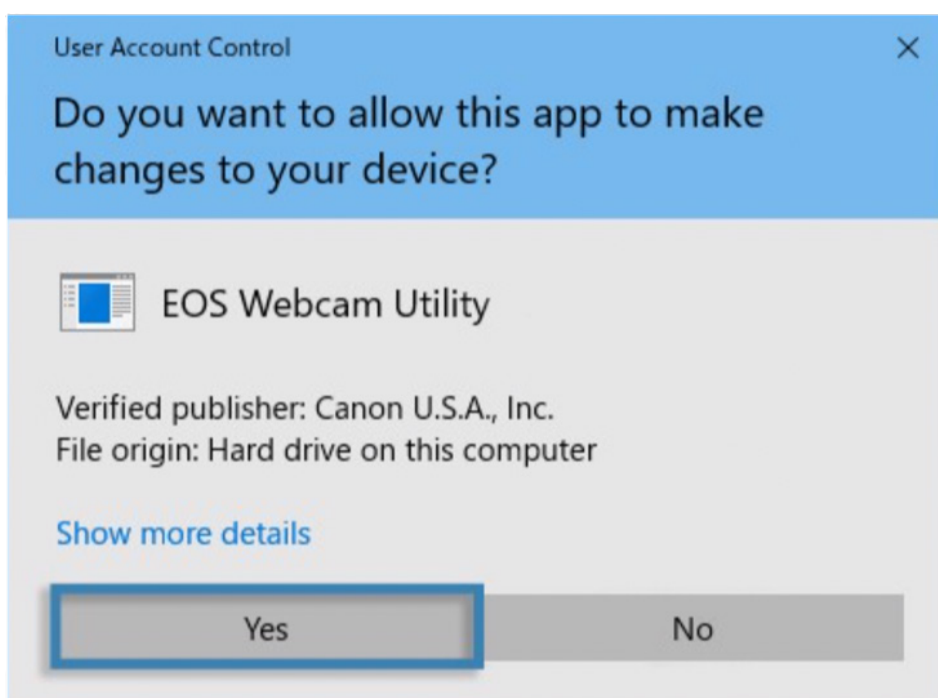 User Account Control
Do you want to allow this app to make
changes to your device?
EOS Webcam Utility
Verified publisher: Canon U.S.A., Inc.
File origin: Hard drive on this computer
Show more details
Yes
No